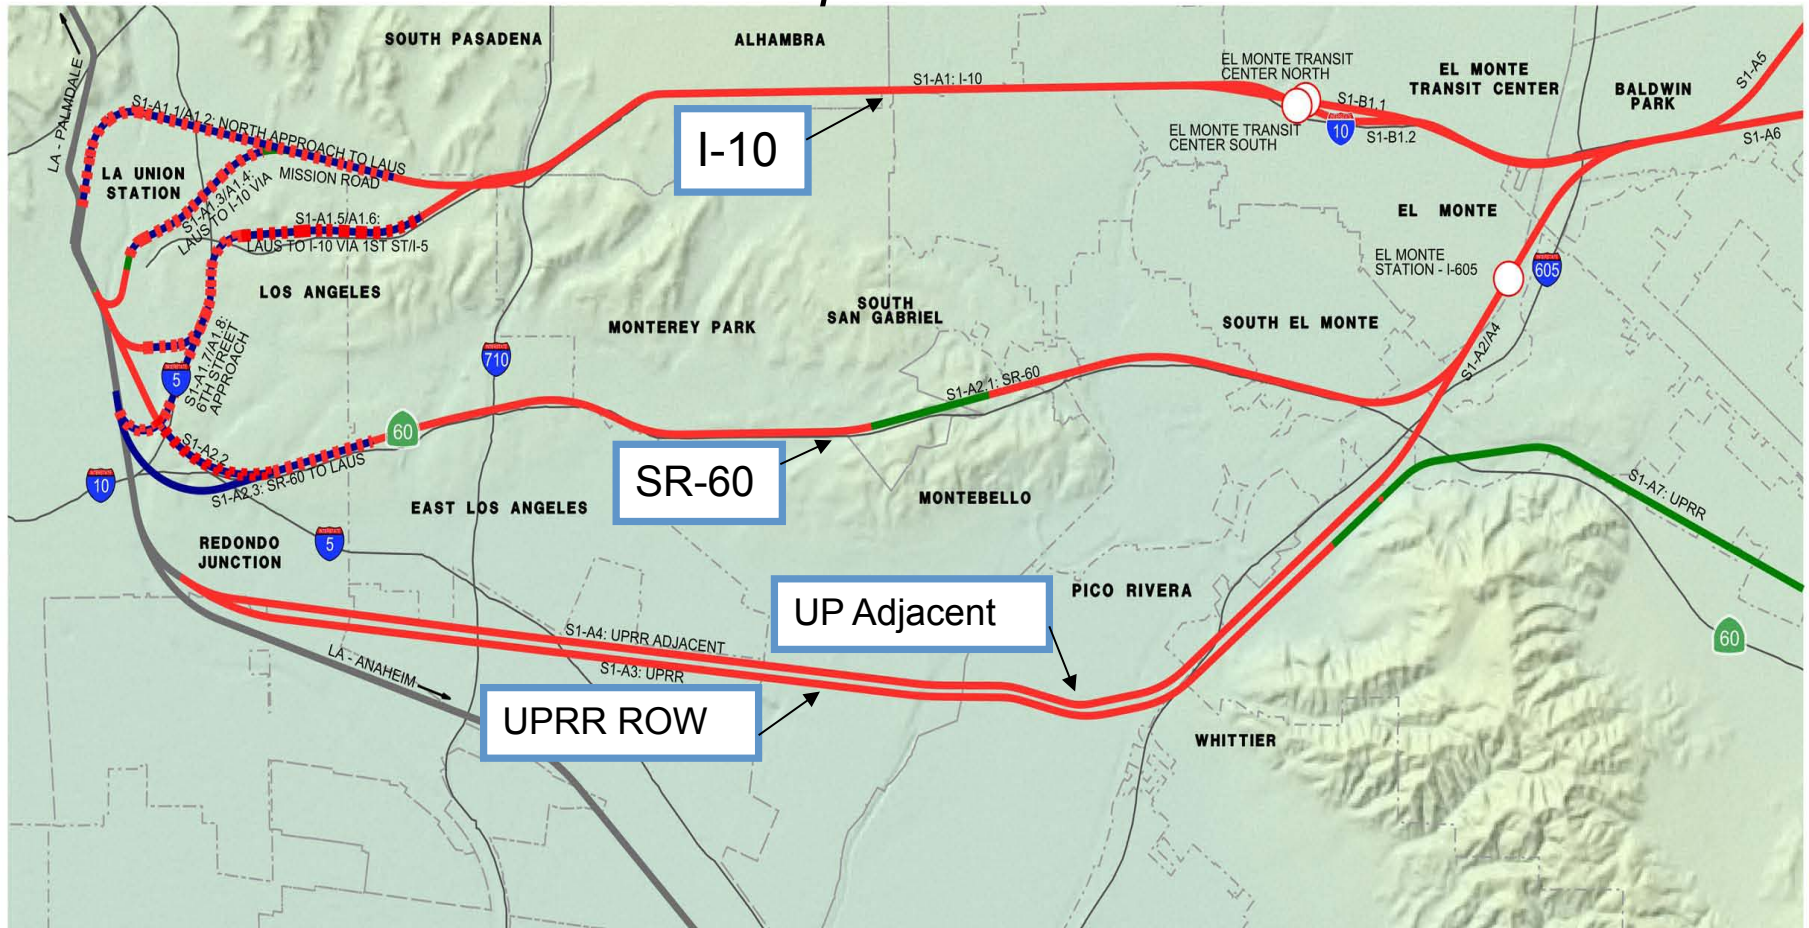 SOUTH PASADENA
ALHAMBRA
EL MONTE TRANSIT
CENTER NORTH
EL MONTE
TRANSIT CENTER
BALDWIN
PARK
S1-A5
S1-A6
S1-A1: I-10
S1-B1.1
10
S1-B1.2
EL MONTE TRANSIT
CENTER SOUTH
I-10
LA - PALMDALE
S1-A1.1/A1.2: NORTH APPROACH TO LAUS
MISSION ROAD
LA UNION
STATION
S1-A1.3/A1.4:
LAUS TO I-10 VIA
S1-A1.5/A1.6:
LAUS TO I-10 VIA 1ST ST/I-5
EL MONTE
EL MONTE
STATION - I-605
605
LOS ANGELES
MONTEREY PARK
SOUTH
SAN GABRIEL
SOUTH EL MONTE
S1-A2/A4
710
5
S1-A1.7/A1.8:
6TH STREET
APPROACH
S1-A2.1: SR-60
60
S1-A2.2
S1-A2.3: SR-60 TO LAUS
10
SR-60
MONTEBELLO
S1-A7: UPRR
EAST LOS ANGELES
5
REDONDO
JUNCTION
UP Adjacent
PICO RIVERA
60
S1-A4: UPRR ADJACENT
S1-A3: UPRR
LA - ANAHEIM
UPRR ROW
WHITTIER